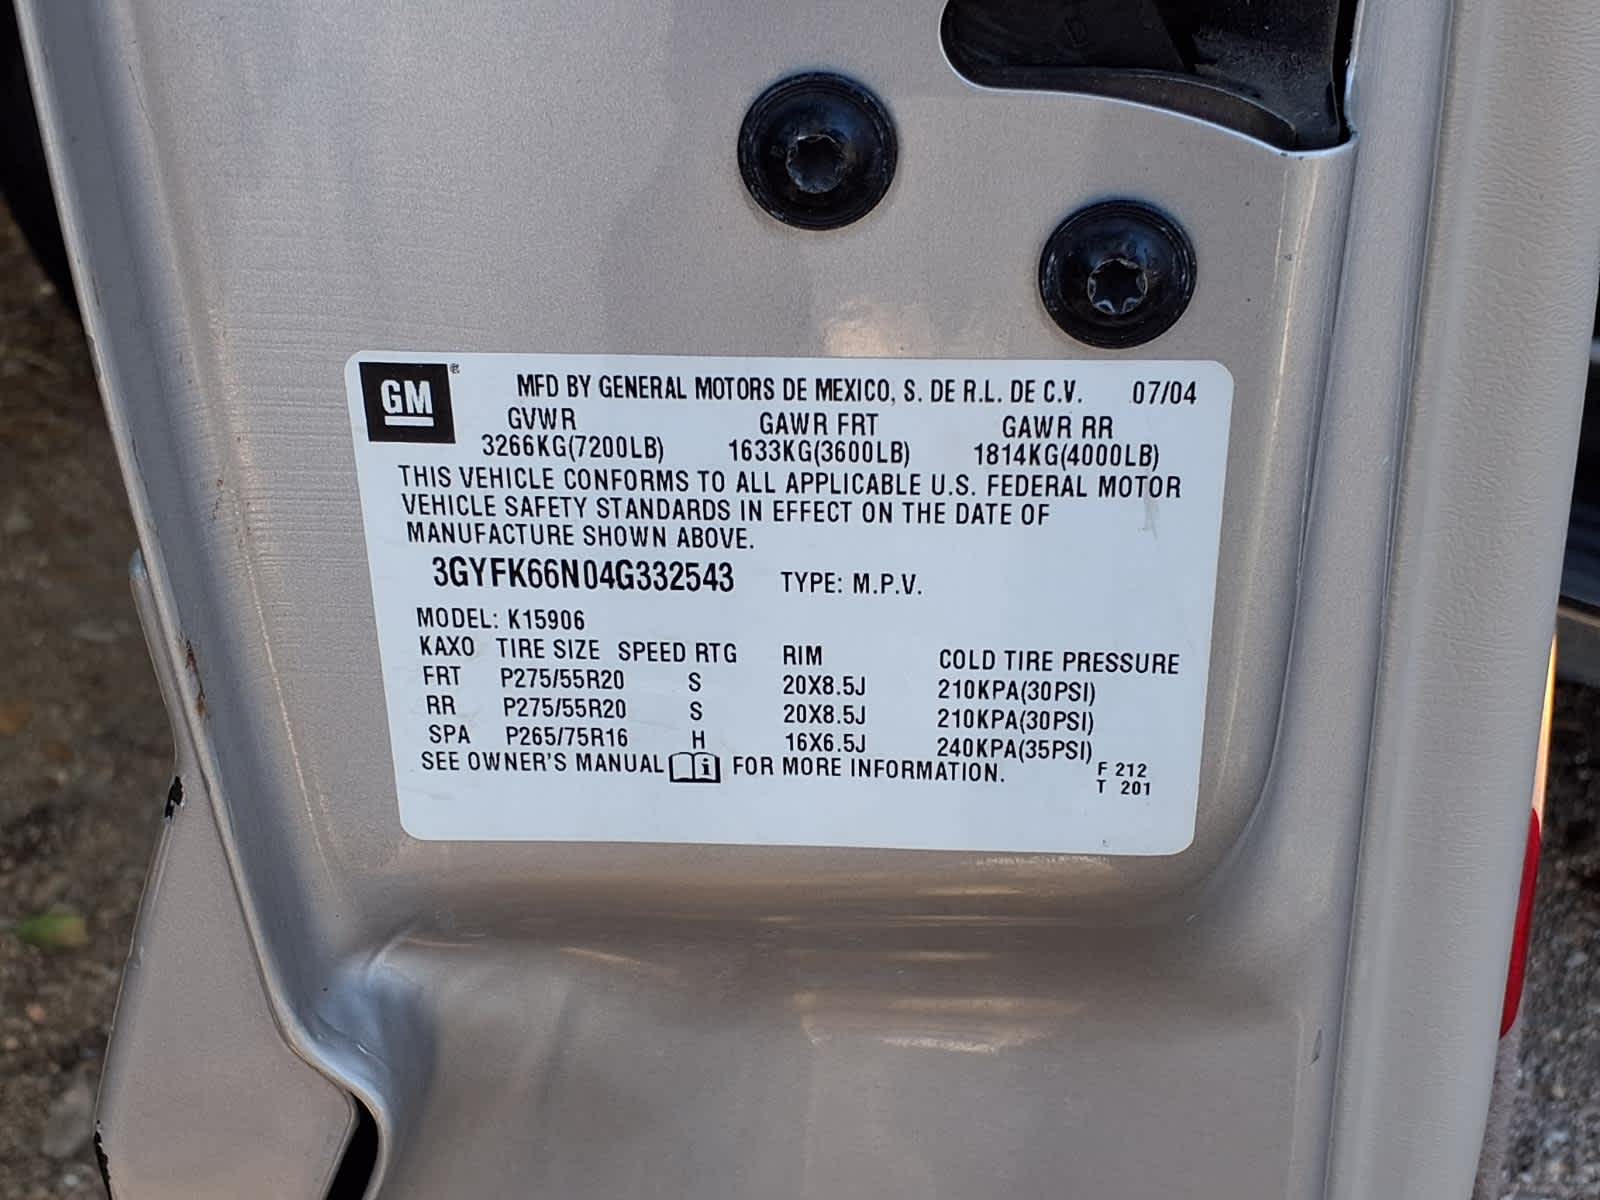 GM® MFD BY GENERAL MOTORS DE MEXICO, S. DE R.L. DE C.V. 07/04
GVWR GAWR FRT GAWR RR
3266KG(7200LB) 1633KG(3600LB) 1814KG(4000LB)
THIS VEHICLE CONFORMS TO ALL APPLICABLE U.S. FEDERAL MOTOR
VEHICLE SAFETY STANDARDS IN EFFECT ON THE DATE OF
MANUFACTURE SHOWN ABOVE.
3GYFK66N04G332543 TYPE: M.P.V.
MODEL: K15906
KAXO TIRE SIZE SPEED RTG RIM COLD TIRE PRESSURE
FRT P275/55R20 S 20X8.5J 210KPA(30PSI)
RR P275/55R20 S 20X8.5J 210KPA(30PSI)
SPA P265/75R16 H 16X6.5J 240KPA(35PSI)
SEE OWNER'S MANUAL i FOR MORE INFORMATION. F 212
T 201